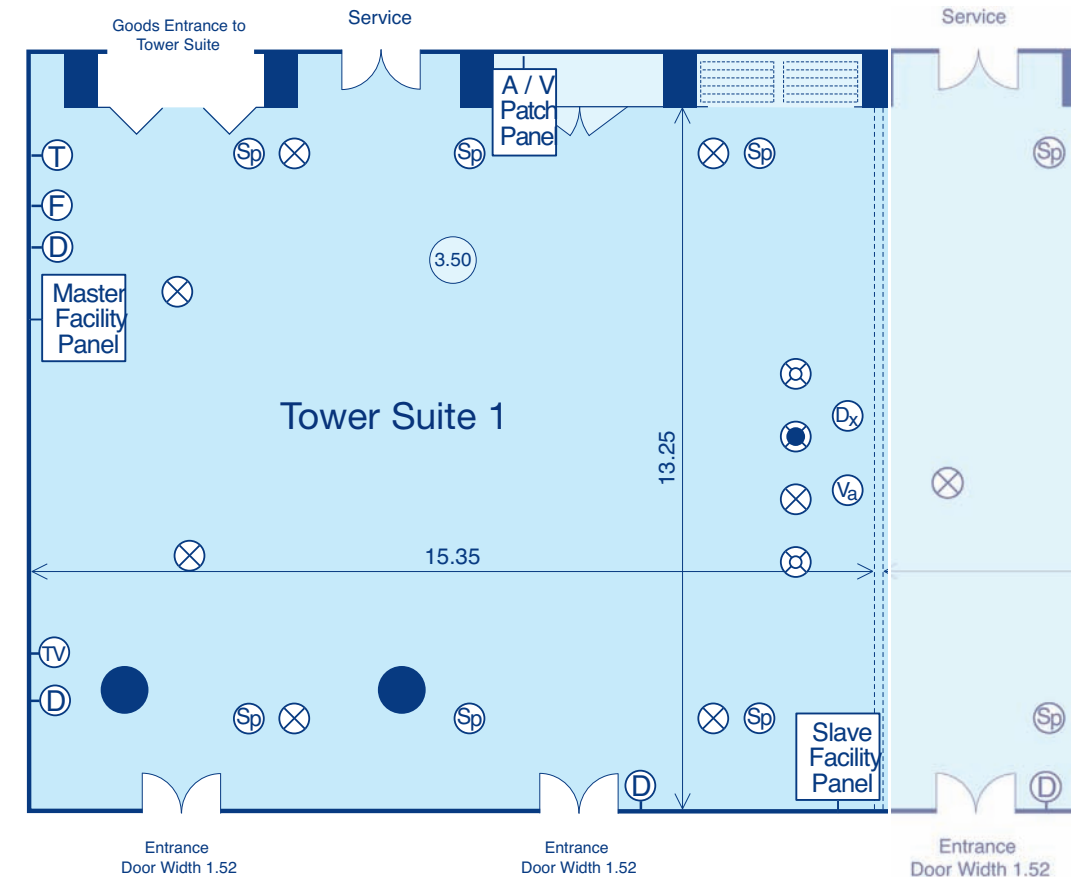 Service
Service
Goods Entrance to
Tower Suite
A / V
Patch
Panel
T
Sp
Sp
Sp
Sp
F
D
3.50
Master
Facility
Panel
Tower Suite 1
Dx
13.25
Va
15.35
TV
D
Sp
Sp
Sp
Sp
Slave
Facility
Panel
D
D
Entrance
Door Width 1.52
Entrance
Door Width 1.52
Entrance
Door Width 1.52